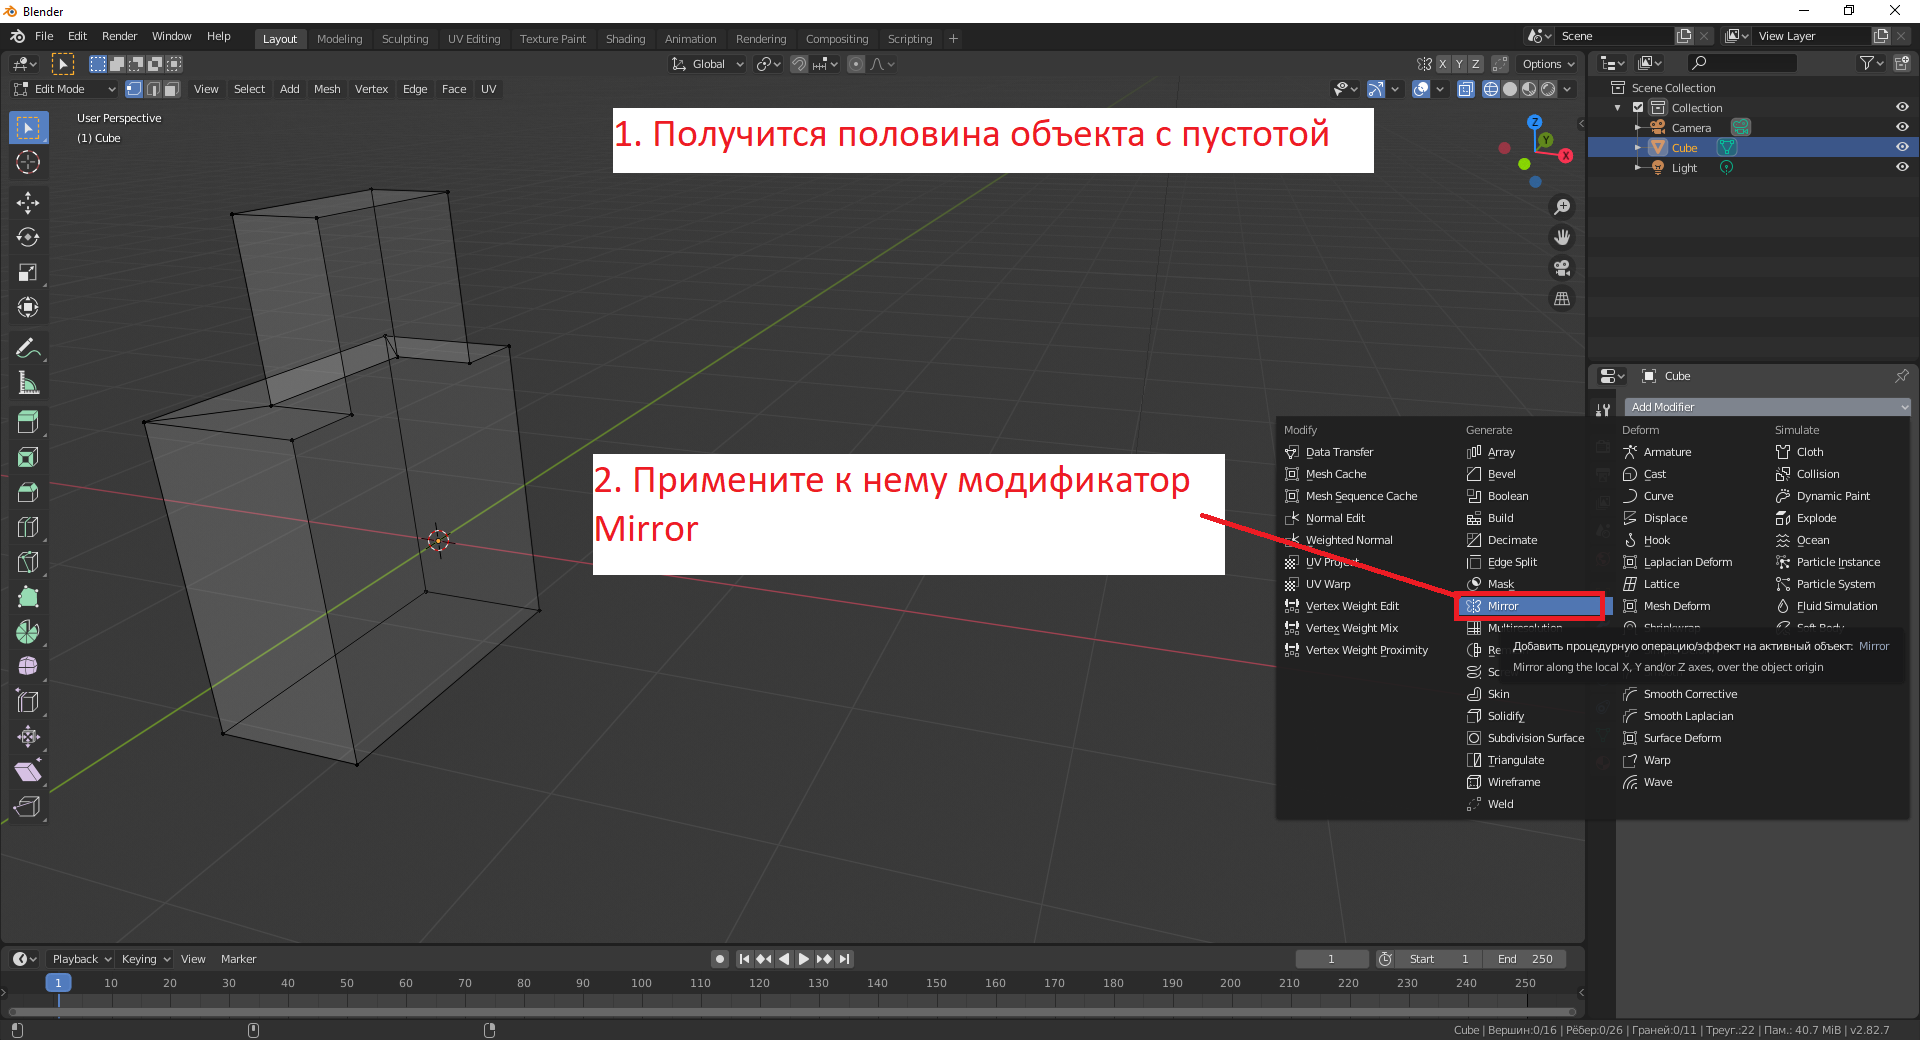 Blender
File Edit Render Window Help Layout Modeling Sculpting UV Editing Texture Paint Shading Animation Rendering Compositing Scripting + Scene View Layer
Global X Y Z Options
Edit Mode View Select Add Mesh Vertex Edge Face UV
User Perspective
(1) Cube
1. Получится половина объекта с пустотой
Z
Y
X
Scene Collection
Collection
Camera
Cube
Light
Cube
Add Modifier
2. Примените к нему модификатор
Mirror
Modify Generate Deform Simulate
Data Transfer Array Armature Cloth
Mesh Cache Bevel Cast Collision
Mesh Sequence Cache Boolean Curve Dynamic Paint
Normal Edit Build Displace Explode
Weighted Normal Decimate Hook Ocean
UV Project Edge Split Laplacian Deform Particle Instance
UV Warp Mask Lattice Particle System
Vertex Weight Edit Mirror Mesh Deform Fluid Simulation
Vertex Weight Mix Multiresolution Shrinkwrap Soft Body
Vertex Weight Proximity
Добавить процедурную операцию/эффект на активный объект: Mirror
Mirror along the local X, Y and/or Z axes, over the object origin
Skin Smooth Corrective
Solidify Smooth Laplacian
Subdivision Surface Surface Deform
Triangulate Warp
Wireframe Wave
Weld
Playback Keying View Marker 1 Start 1 End 250
1 10 20 30 40 50 60 70 80 90 100 110 120 130 140 150 160 170 180 190 200 210 220 230 240 250
Cube | Вершин:0/16 | Рёбер:0/26 | Граней:0/11 | Треуг.:22 | Пам.: 40.7 MiB | v2.82.7